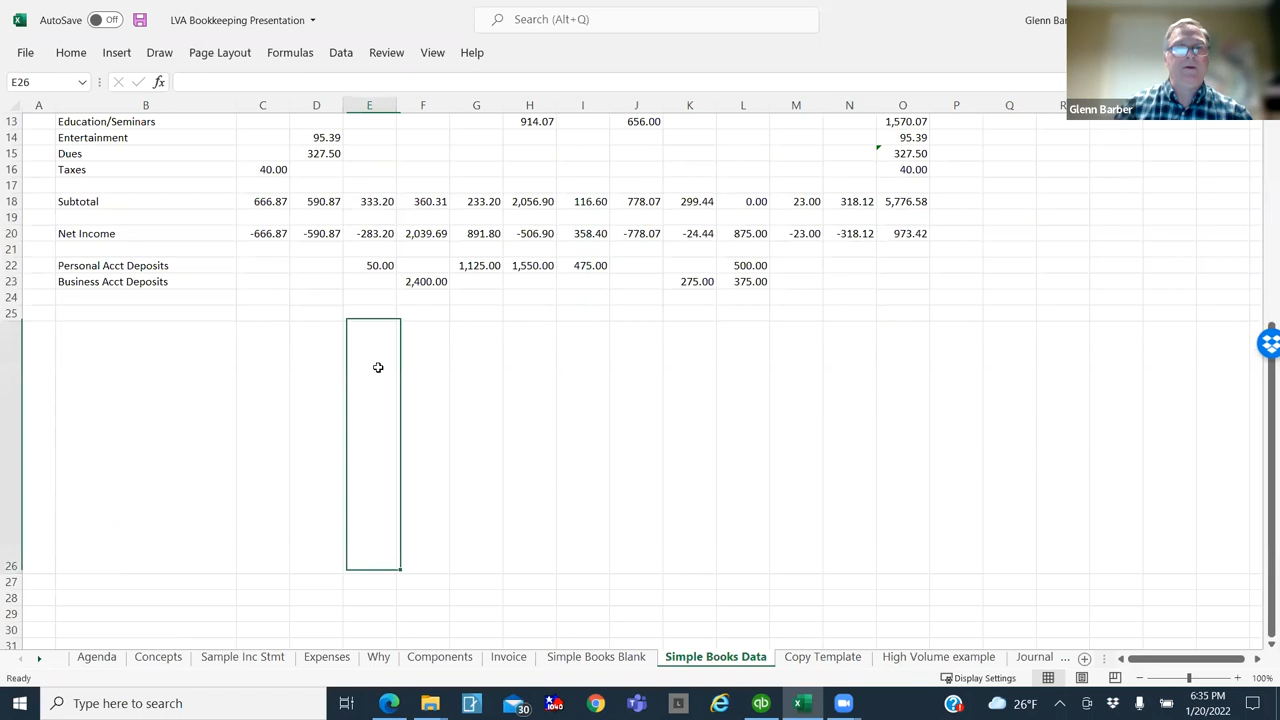 AutoSave Off LVA Bookkeeping Presentation Search (Alt+Q) Glenn Ba
File Home Insert Draw Page Layout Formulas Data Review View Help
E26 fx
Glenn Barber
A B C D E F G H I J K L M N O P Q R
13 Education/Seminars 914.07 656.00 1,570.07
14 Entertainment 95.39 95.39
15 Dues 327.50 327.50
16 Taxes 40.00 40.00
17
18 Subtotal 666.87 590.87 333.20 360.31 233.20 2,056.90 116.60 778.07 299.44 0.00 23.00 318.12 5,776.58
19
20 Net Income -666.87 -590.87 -283.20 2,039.69 891.80 -506.90 358.40 -778.07 -24.44 875.00 -23.00 -318.12 973.42
21
22 Personal Acct Deposits 50.00 1,125.00 1,550.00 475.00 500.00
23 Business Acct Deposits 2,400.00 275.00 375.00
24
25
26
27
28
29
30
31
Agenda Concepts Sample Inc Stmt Expenses Why Components Invoice Simple Books Blank Simple Books Data Copy Template High Volume example Journal ...
Ready Display Settings 100%
Type here to search 30 1040 L qb 26°F 6:35 PM
1/20/2022